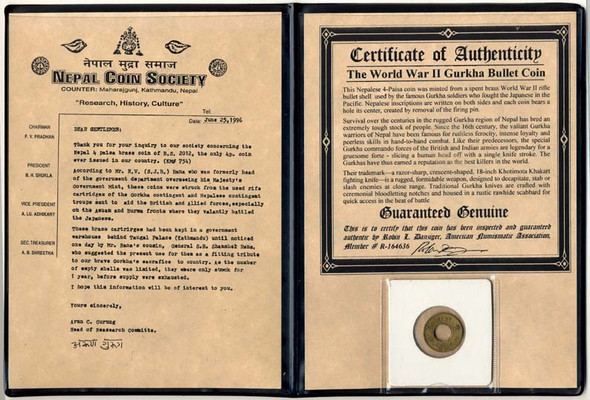 नेपाल मुद्रा समाज
NEPAL COIN SOCIETY
COUNTER: Maharajgunj, Kathmandu, Nepal
"Research, History, Culture"
Tel:
Date: June 25, 1996
CHAIRMAN
P. V. PRADHAN
PRESIDENT
B. H. SHORLA
VICE PRESIDENT
A. LU. ADHIKARY
SEC.TREASURER
A. B. SHREETHA
DEAR GENTLEMEN:
Thank you for your inquiry to our society concerning the
Nepal 4 paisa brass coin of B.S. 2012, the only 4p. coin
ever issued in our country. (KM# 754)
According to Mr. R.V. (S.J.B.) Rana, who was formerly head
of the government department overseeing his Majesty's
Government Mint, these coins were struck from the used rifle
cartridges of the Gorkha contingent and Nepalese contingent
troops sent to aid the British and Allied forces, especially
on the Assam and Burma fronts where they valiantly battled
the Japanese.
These brass cartridges had been kept in a government
warehouse behind Tangal Palace (Kathmandu) until noticed
one day by Mr. Rana's cousin, General S.B. Shamsher Rana,
who suggested the present use for them as a fitting tribute
to our brave Gorkha's sacrafice to country. As the number
of empty shells was limited, they were only struck for
1 year, before supply were exhausted.
I hope this information will be of interest to you.
Yours sincerely,
Arun C. Gurung
Head of Reasearch Committe.
अरुण गुरुङ
Certificate of Authenticity
The World War II Gurkha Bullet Coin
This Nepalese 4-Paisa coin was minted from a spent brass World War II rifle
bullet shell used by the famous Gurkha soldiers who fought the Japanese in the
Pacific. Nepalese inscriptions are written on both sides and each coin bears a
hole its center, created by removal of the firing pin.
Survival over the centuries in the rugged Gurkha region of Nepal has bred an
extremely tough stock of people. Since the 16th century, the valiant Gurkha
warriors of Nepal have been famous for ruthless ferocity, intense loyalty and
peerless skills in hand-to-hand combat. Like their predecessors, the special
Gurkha commando forces of the British and Indian armies are legendary for a
gruesome forte - slicing a human head off with a single knife stroke. The
Gurkhas have thus earned a reputation as the best killers in the world.
Their trademark—a razor-sharp, crescent-shaped, 18-inch Khotimora Khakart
fighting knife—is a rugged, formidable weapon, designed to decapitate, stab or
slash enemies at close range. Traditional Gurkha knives are crafted with
ceremonial bloodletting notches and housed in a rustic rawhide scabbard for
quick access in the heat of battle
Guaranteed Genuine
This is to certify that this coin has been inspected and guaranteed
authentic by Robin L. Danziger, American Numismatic Association,
Member # R-164636